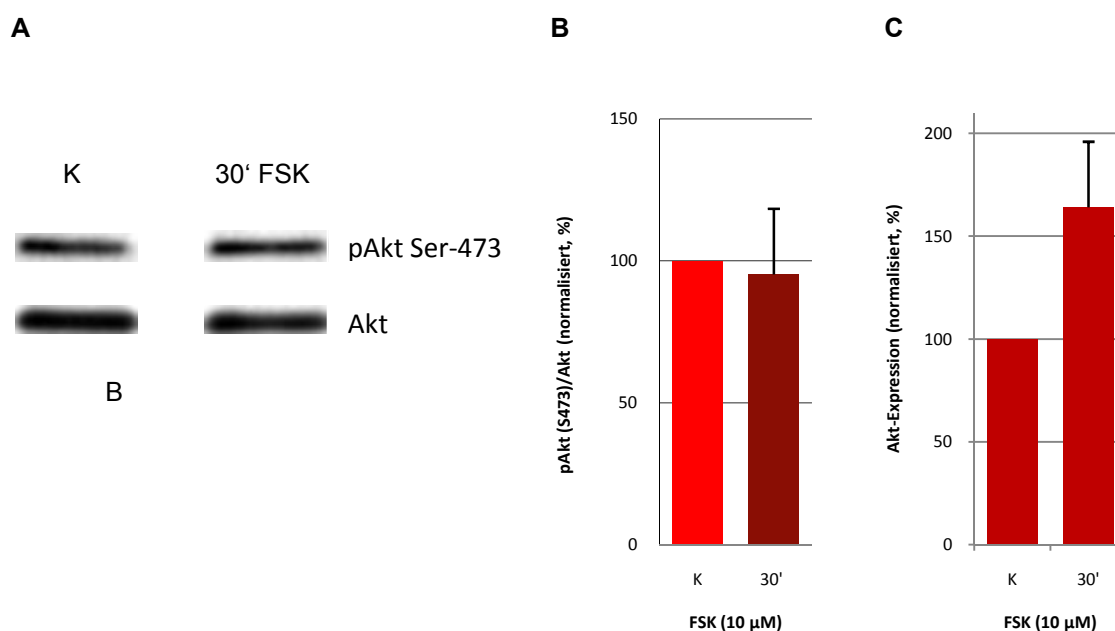 A
K 30‘ FSK
pAkt Ser-473
Akt
B
B
pAkt (S473)/Akt (normalisiert, %)
150
100
50
0
K 30'
FSK (10 µM)
C
Akt-Expression (normalisiert, %)
200
150
100
50
0
K 30'
FSK (10 µM)